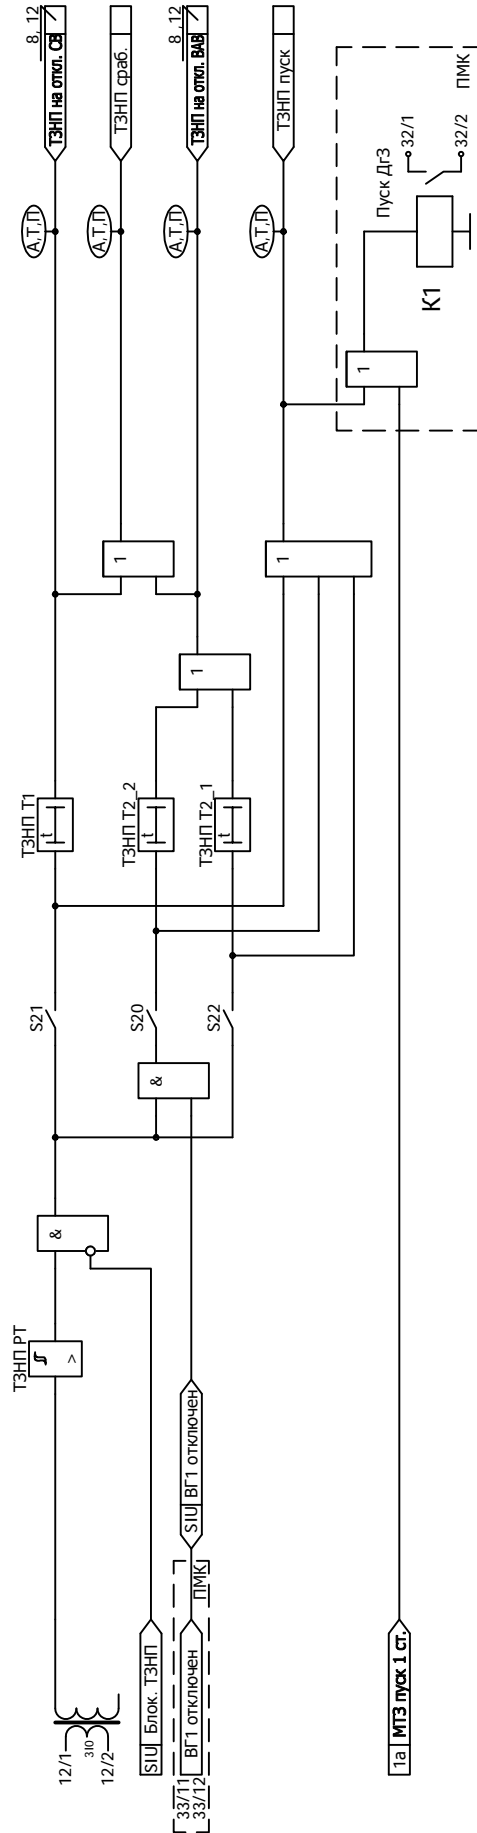 8, 12
ТЗНП на откл. СВ
ТЗНП сраб.
8, 12
ТЗНП на откл. ВАВ
ТЗНП пуск
А,Т,П
А,Т,П
А,Т,П
А,Т,П
ПМК
32/1
32/2
Пуск ДгЗ
К1
1
1
1
1
ТЗНП Т1
t
ТЗНП Т2_2
t
ТЗНП Т2_1
t
S21
S20
S22
&
&
ТЗНП РТ
>
SIU ВГ1 отключен
ПМК
12/1
3I0
12/2
SIU Блок. ТЗНП
ВГ1 отключен
33/11
33/12
1а МТЗ пуск 1 ст.